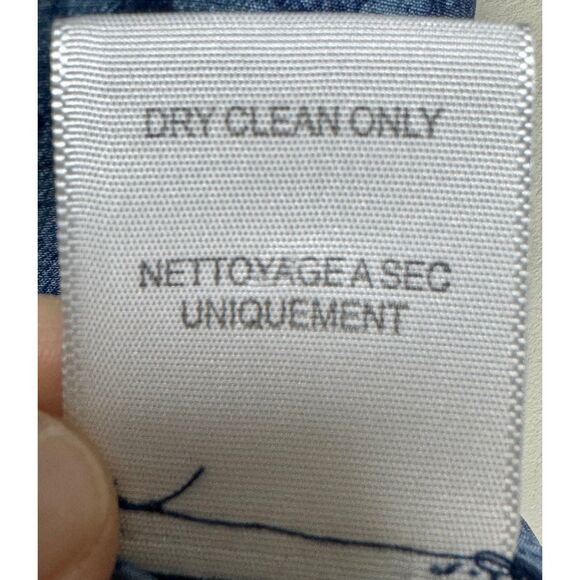 DRY CLEAN ONLY
NETTOYAGE A SEC
UNIQUEMENT